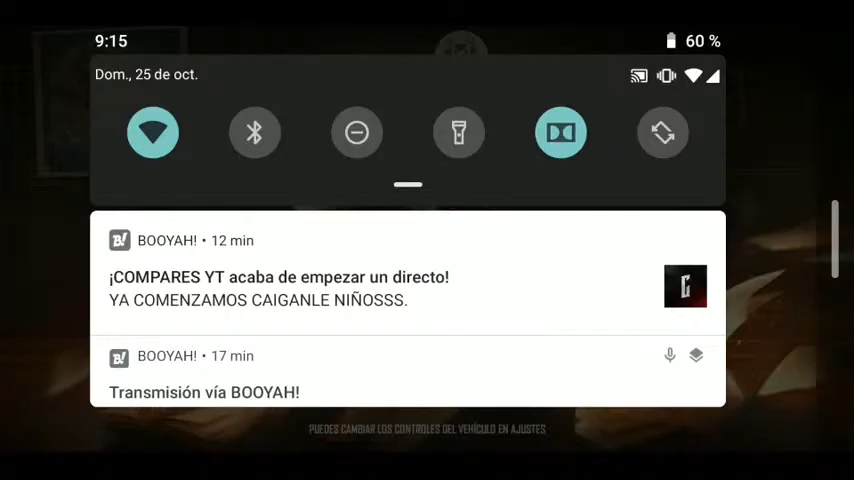 9:15
60 %
Dom., 25 de oct.
B! BOOYAH! • 12 min
¡COMPARES YT acaba de empezar un directo!
YA COMENZAMOS CAIGANLE NIÑOSSS.
B! BOOYAH! • 17 min
Transmisión vía BOOYAH!
PUEDES CAMBIAR LOS CONTROLES DEL VEHÍCULO EN AJUSTES